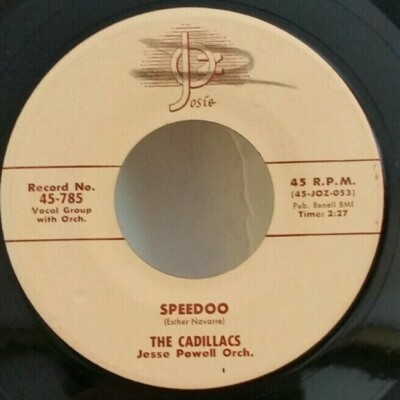 Josie
Record No.
45-785
Vocal Group
with Orch.
45 R.P.M.
(45-JOZ-053)
Pub. Benell BMI
Time: 2:27
SPEEDOO
(Esther Navarre)
THE CADILLACS
Jesse Powell Orch.